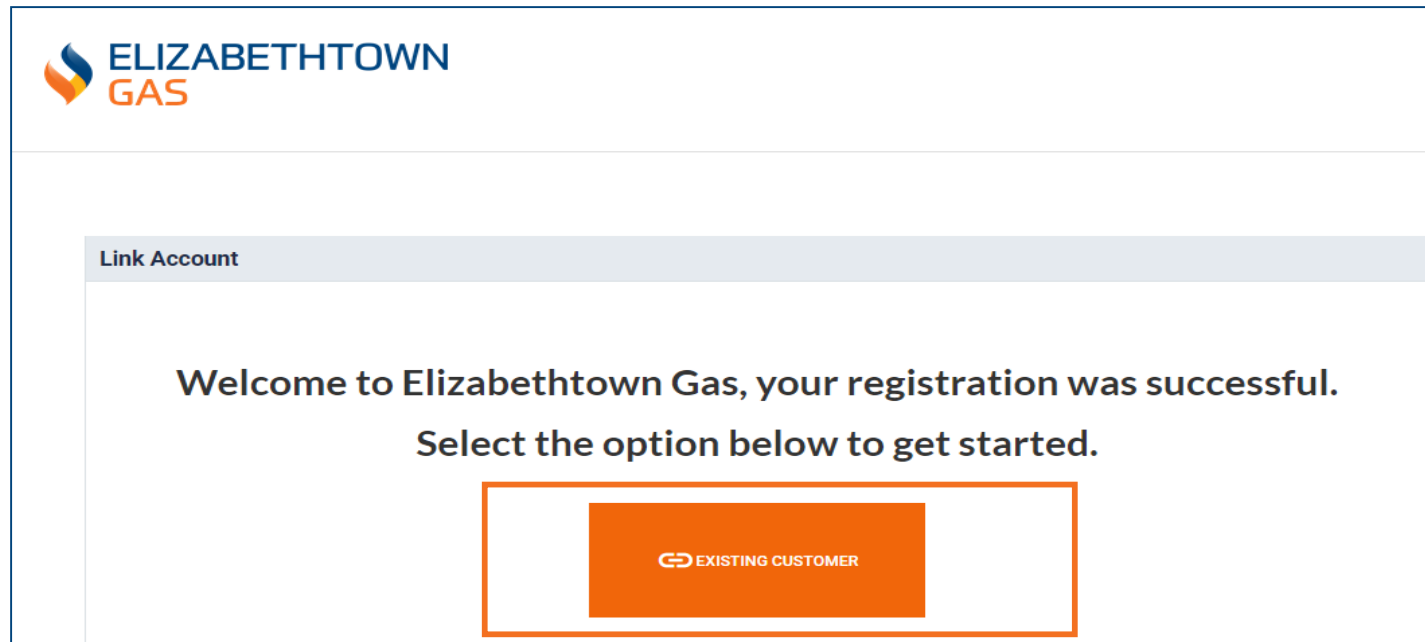 ELIZABETHTOWN
GAS
Link Account
Welcome to Elizabethtown Gas, your registration was successful.
Select the option below to get started.
EXISTING CUSTOMER